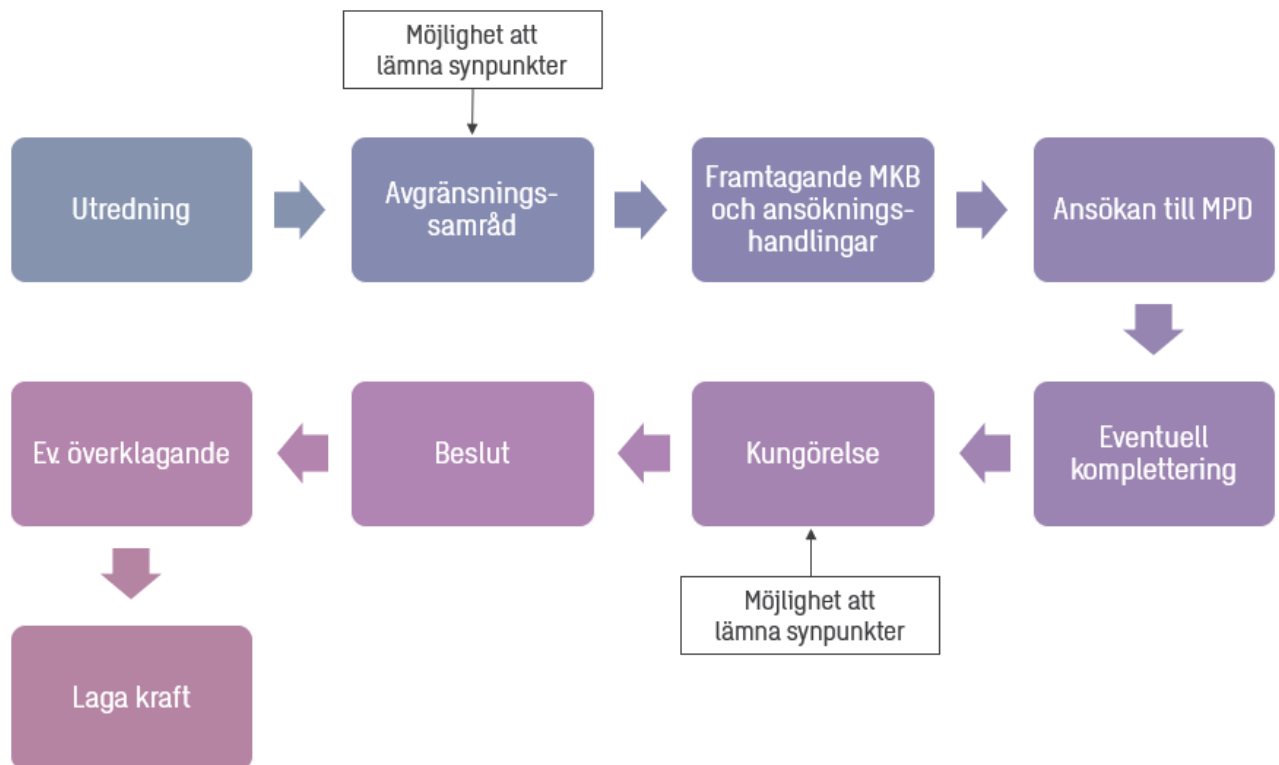 Möjlighet att
lämna synpunkter
Utredning
Avgränsnings-
samråd
Framtagande MKB
och ansöknings-
handlingar
Ansökan till MPD
Eventuell
komplettering
Kungörelse
Beslut
Ev. överklagande
Möjlighet att
lämna synpunkter
Laga kraft